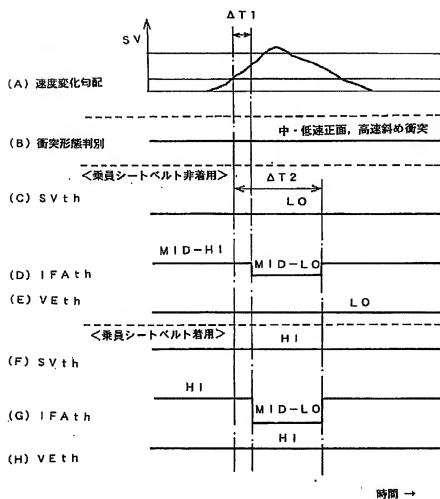 ΔT1
SV
(A) 速度変化勾配
中・低速正面,高速斜め衝突
(B) 衝突形態判別
<乗員シートベルト非着用>
ΔT2
(C) SVth
LO
MID-HI
(D) IFAth
MID-LO
(E) VEth
LO
<乗員シートベルト着用>
HI
(F) SVth
HI
(G) IFAth
MID-LO
HI
(H) VEth
時間 →